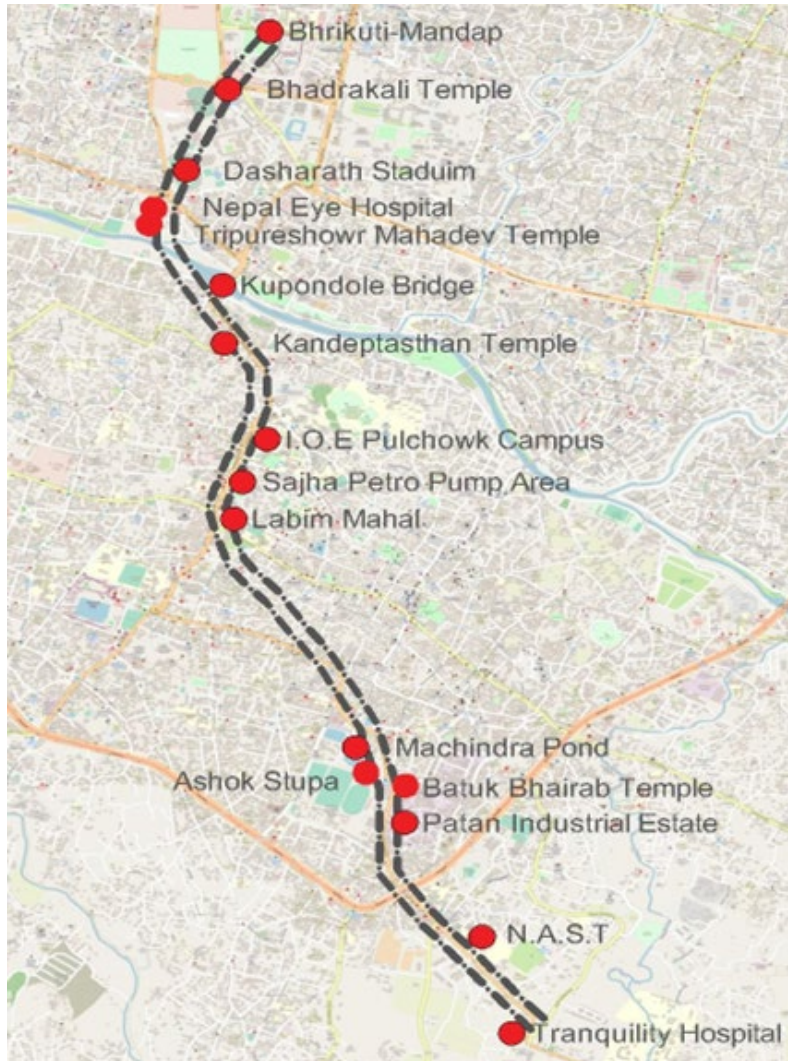 Bhrikuti-Mandap
Bhadrakali Temple
Dasharath Staduim
Nepal Eye Hospital
Tripureshowr Mahadev Temple
Kupondole Bridge
Kandeptasthan Temple
I.O.E Pulchowk Campus
Sajha Petro Pump Area
Labim Mahal
Machindra Pond
Ashok Stupa
Batuk Bhairab Temple
Patan Industrial Estate
N.A.S.T
Tranquility Hospital